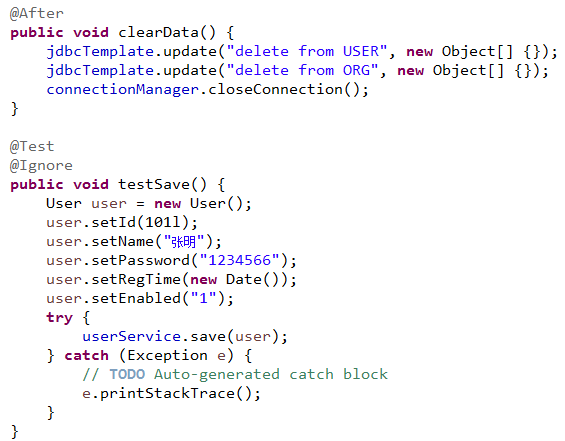 @After
public void clearData() {
    jdbcTemplate.update("delete from USER", new Object[] {});
    jdbcTemplate.update("delete from ORG", new Object[] {});
    connectionManager.closeConnection();
}

@Test
@Ignore
public void testSave() {
    User user = new User();
    user.setId(101l);
    user.setName("张明");
    user.setPassword("1234566");
    user.setRegTime(new Date());
    user.setEnabled("1");
    try {
        userService.save(user);
    } catch (Exception e) {
        // TODO Auto-generated catch block
        e.printStackTrace();
    }
}